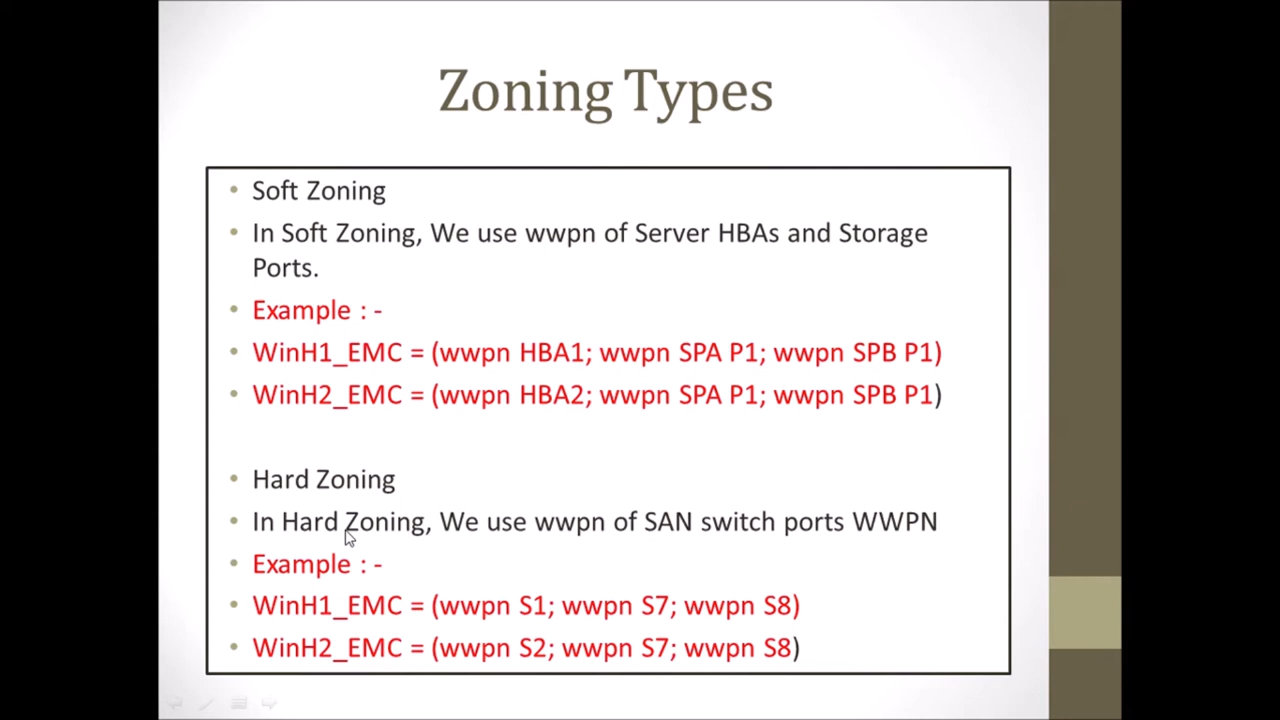 Zoning Types
• Soft Zoning
• In Soft Zoning, We use wwpn of Server HBAs and Storage
Ports.
• Example : -
• WinH1_EMC = (wwpn HBA1; wwpn SPA P1; wwpn SPB P1)
• WinH2_EMC = (wwpn HBA2; wwpn SPA P1; wwpn SPB P1)
• Hard Zoning
• In Hard Zoning, We use wwpn of SAN switch ports WWPN
• Example : -
• WinH1_EMC = (wwpn S1; wwpn S7; wwpn S8)
• WinH2_EMC = (wwpn S2; wwpn S7; wwpn S8)